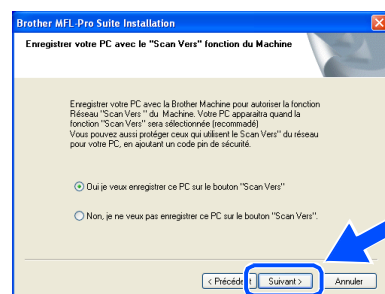 Brother MFL-Pro Suite Installation
Enregistrer votre PC avec le "Scan Vers" fonction du Machine
Enregistrer votre PC avec la Brother Machine pour autoriser la fonction
Réseau "Scan Vers " du Machine. Votre PC apparaitra quand la
fonction "Scan Vers" sera sélectionnée (recommadé)
Vous pouvez aussi protéger ceux qui utilisent le Scan Vers" du réseau
pour votre PC, en ajoutant un code pin de sécurité.
Oui je veux enregistrer ce PC sur le bouton "Scan Vers"
Non, je ne veux pas enregistrer ce PC sur le bouton "Scan Vers".
< Précédent Suivant > Annuler